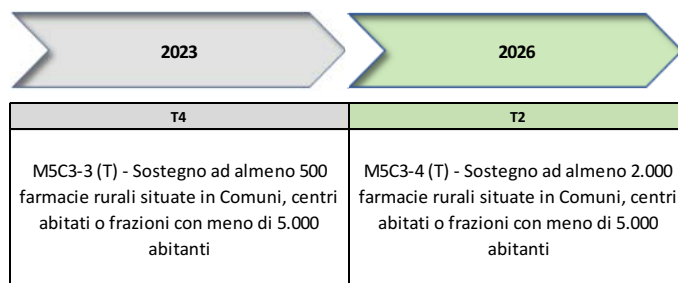 2023
2026
T4
T2
M5C3-3 (T) - Sostegno ad almeno 500
farmacie rurali situate in Comuni, centri
abitati o frazioni con meno di 5.000
abitanti
M5C3-4 (T) - Sostegno ad almeno 2.000
farmacie rurali situate in Comuni, centri
abitati o frazioni con meno di 5.000
abitanti